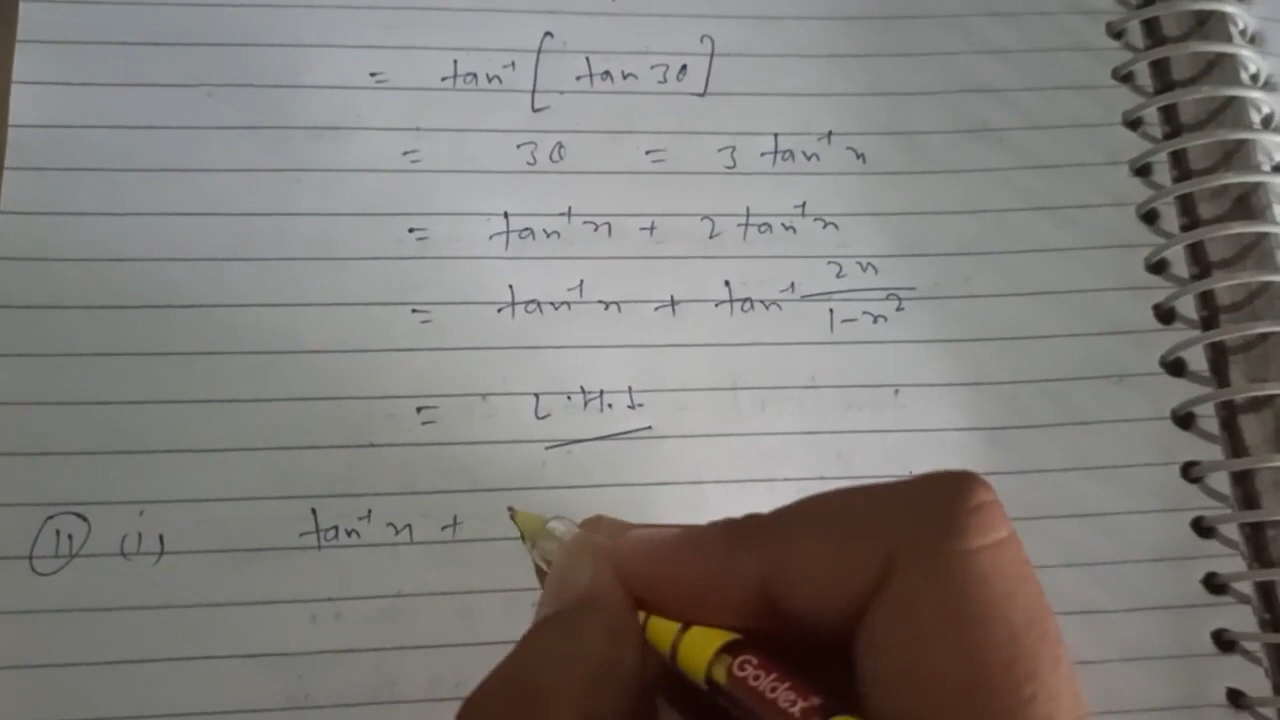 = tan⁻¹ [ tan 3θ ]
= 3θ = 3 tan⁻¹ x
= tan⁻¹ x + 2 tan⁻¹ x
= tan⁻¹ x + tan⁻¹ 2x / 1-x²
= L.H.S.
(11) (i) tan⁻¹ x +
Goldex